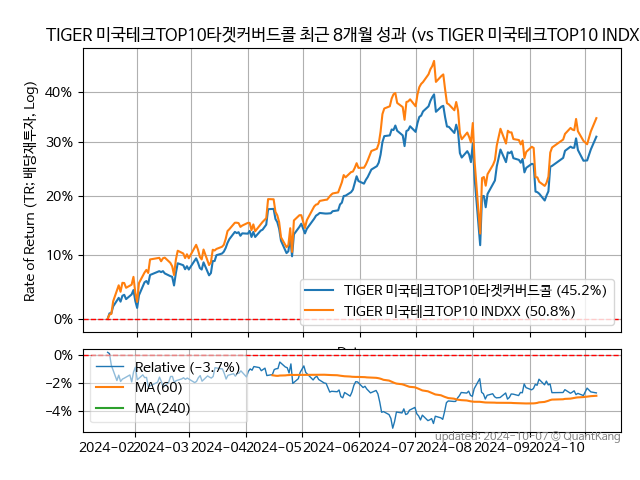 TIGER 미국테크TOP10타겟커버드콜 최근 8개월 성과 (vs TIGER 미국테크TOP10 INDX
Rate of Return (TR: 배당재투자, Log)
40%
30%
20%
10%
0%
TIGER 미국테크TOP10타겟커버드콜 (45.2%)
TIGER 미국테크TOP10 INDXX (50.8%)
0%
−2%
−4%
Relative (−3.7%)
MA(60)
MA(240)
2024-02
2024-03
2024-04
2024-05
2024-06
2024-07
2024-08
2024-09
2024-10
updated: 2024-10-07 © QuantKang